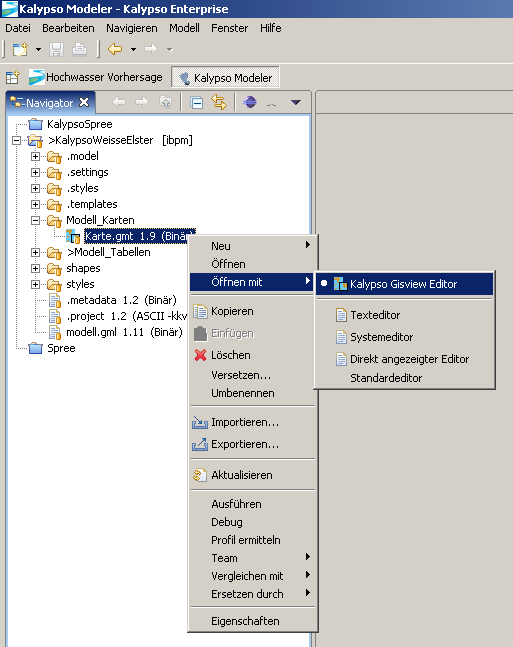 Kalypso Modeler - Kalypso Enterprise
Datei Bearbeiten Navigieren Modell Fenster Hilfe
Hochwasser Vorhersage Kalypso Modeler
Navigator
KalypsoSpree
>KalypsoWeisseElster [ibpm]
.model
.settings
.styles
.templates
Modell_Karten
Karte.gmt 1.9 (Binär)
>Modell_Tabellen
shapes
styles
.metadata 1.2 (Binär)
.project 1.2 (ASCII -kkv
modell.gml 1.11 (Binär)
Spree
Neu
Öffnen
Öffnen mit
Kopieren
Einfügen
Löschen
Versetzen...
Umbenennen
Importieren...
Exportieren...
Aktualisieren
Ausführen
Debug
Profil ermitteln
Team
Vergleichen mit
Ersetzen durch
Eigenschaften
Kalypso Gisview Editor
Texteditor
Systemeditor
Direkt angezeigter Editor
Standardeditor